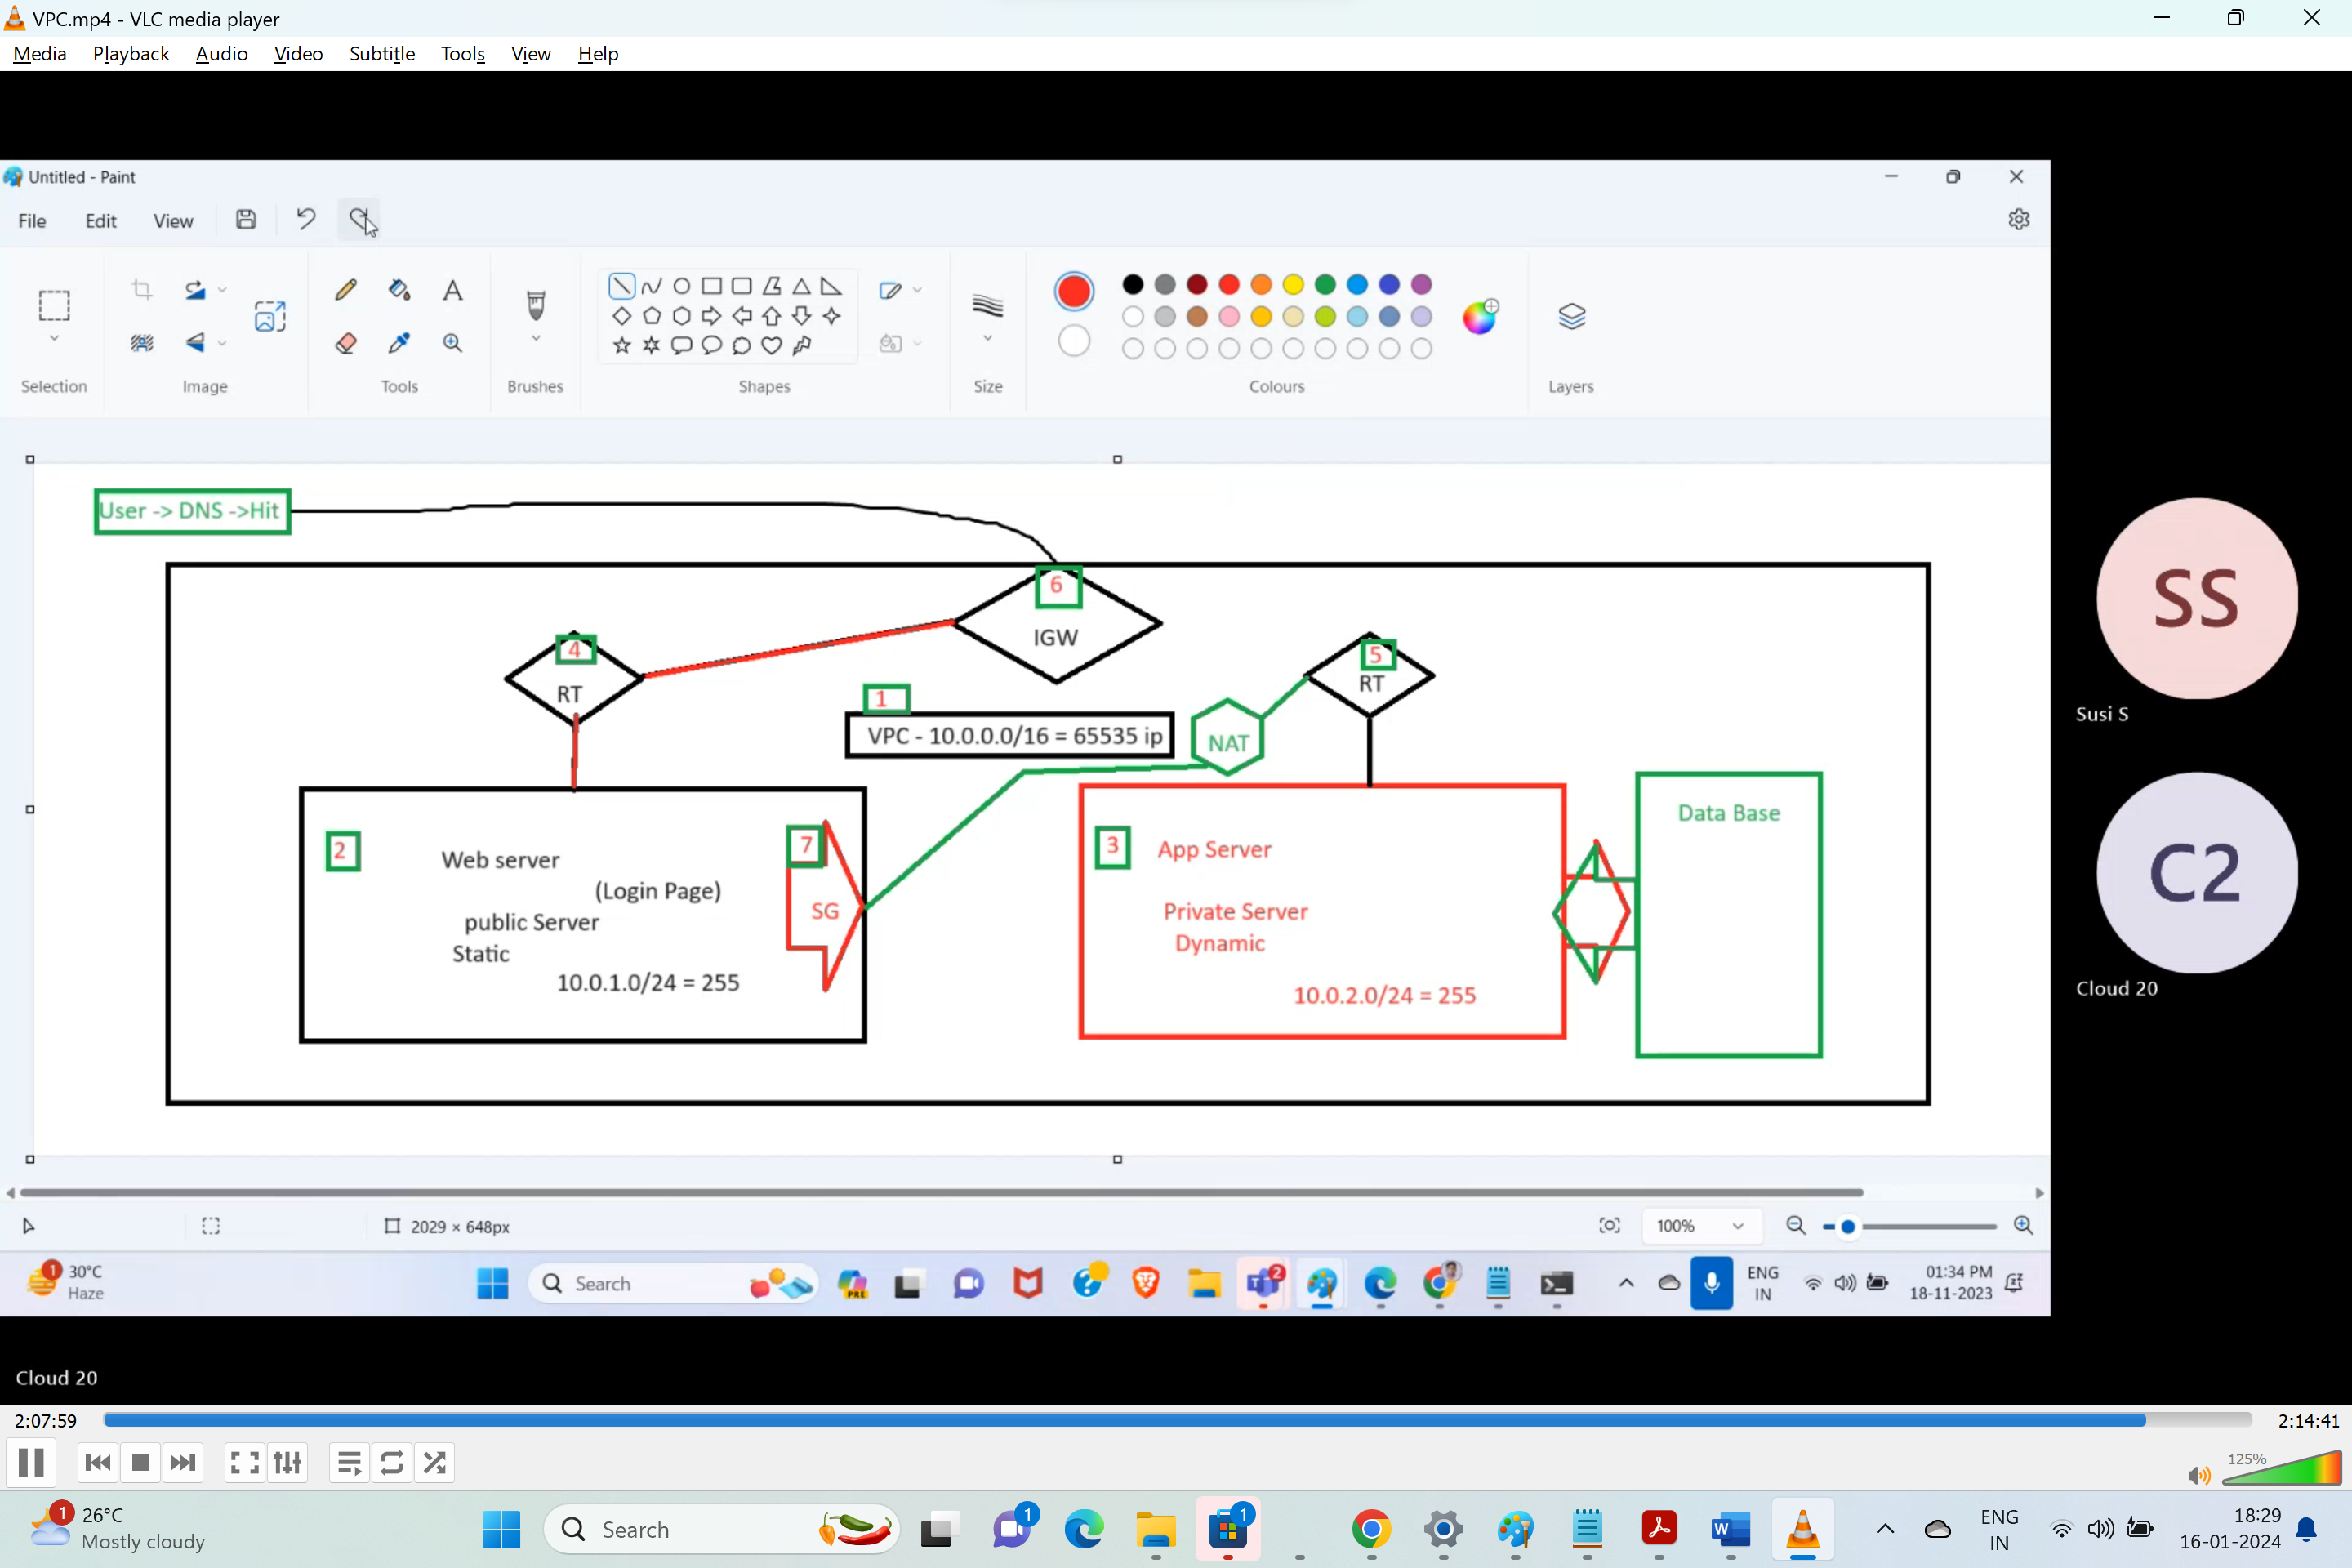 VPC.mp4 - VLC media player
Media Playback Audio Video Subtitle Tools View Help
Untitled - Paint
File Edit View
Selection Image Tools Brushes Shapes Size Colours Layers
User -> DNS ->Hit
6
IGW
4
RT
5
RT
1
VPC - 10.0.0.0/16 = 65535 ip
NAT
2
Web server
(Login Page)
public Server
Static
10.0.1.0/24 = 255
7
SG
3
App Server
Private Server
Dynamic
10.0.2.0/24 = 255
Data Base
SS
Susi S
C2
Cloud 20
2029 × 648px
100%
1
30°C
Haze
Search
PRE
2
ENG
IN
01:34 PM
18-11-2023
Cloud 20
2:07:59
2:14:41
125%
1
26°C
Mostly cloudy
Search
1
1
W
ENG
IN
18:29
16-01-2024